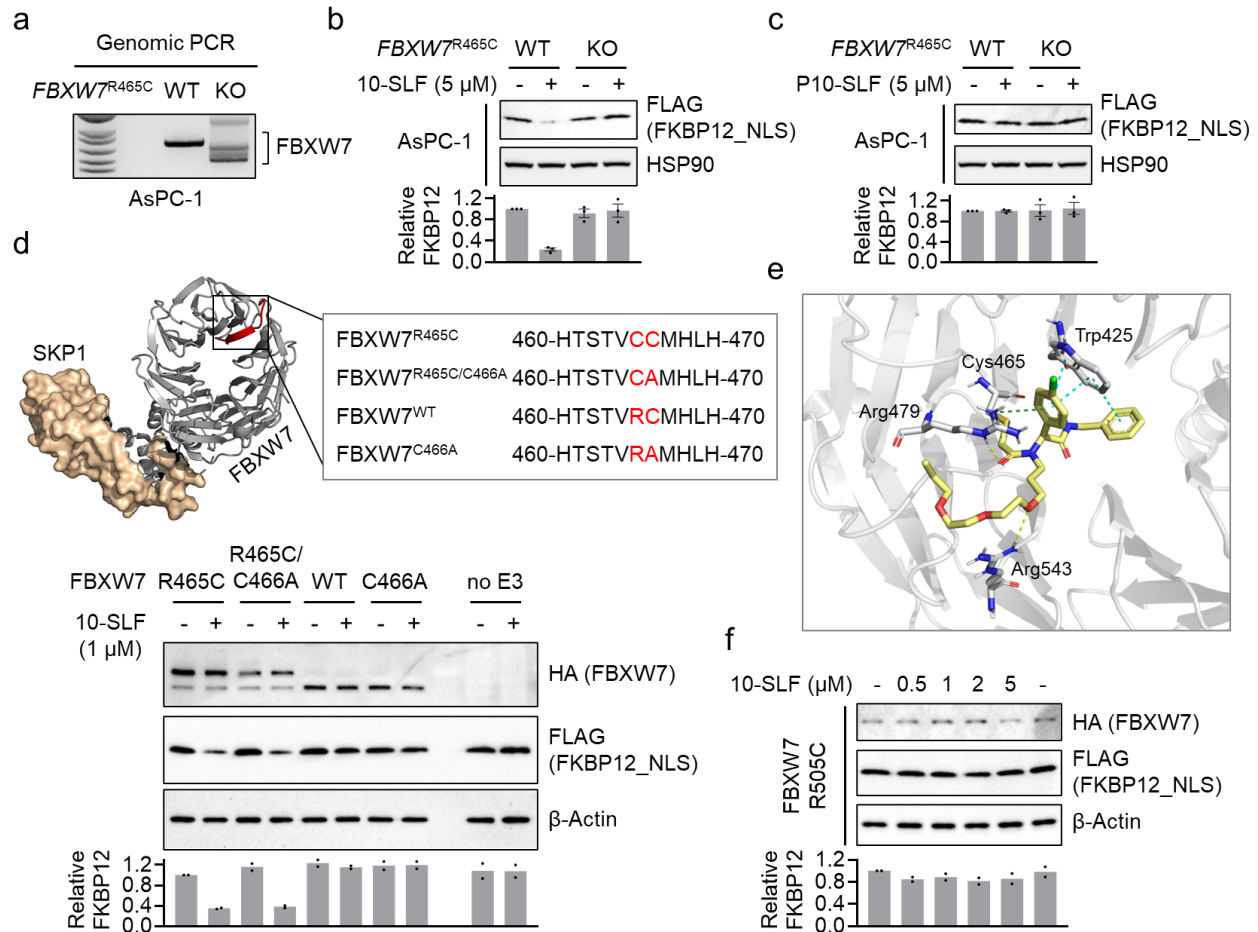 a
Genomic PCR
FBXW7R465C WT KO
FBXW7
AsPC-1
b
FBXW7R465C WT KO
10-SLF (5 µM) - + - +
AsPC-1
FLAG
(FKBP12_NLS)
HSP90
Relative
FKBP12
1.2
0.8
0.4
0.0
c
FBXW7R465C WT KO
P10-SLF (5 µM) - + - +
AsPC-1
FLAG
(FKBP12_NLS)
HSP90
Relative
FKBP12
1.2
0.8
0.4
0.0
d
SKP1
FBXW7
FBXW7R465C 460-HTSTVCCMHLH-470
FBXW7R465C/C466A 460-HTSTVCAMHLH-470
FBXW7WT 460-HTSTVRCMHLH-470
FBXW7C466A 460-HTSTVRAMHLH-470
FBXW7 R465C R465C/
C466A WT C466A no E3
10-SLF
(1 µM)
- + - + - + - + - +
HA (FBXW7)
FLAG
(FKBP12_NLS)
β-Actin
Relative
FKBP12
1.2
0.8
0.4
0.0
e
Trp425
Cys465
Arg479
Arg543
f
10-SLF (µM) - 0.5 1 2 5 -
FBXW7
R505C
HA (FBXW7)
FLAG
(FKBP12_NLS)
β-Actin
Relative
FKBP12
1.2
0.8
0.4
0.0